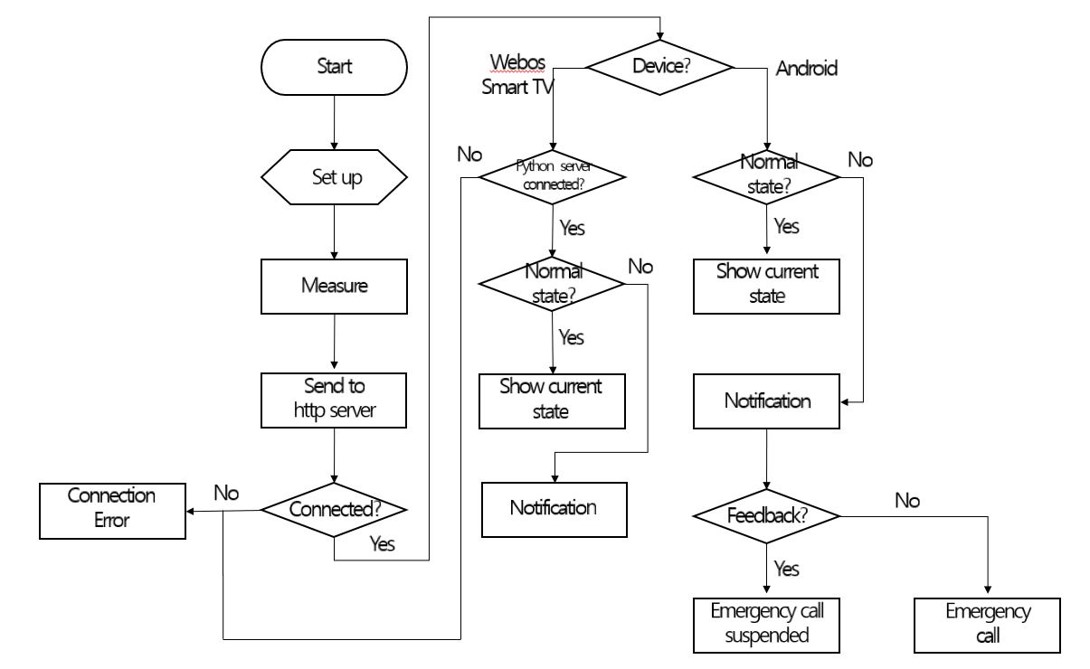 Start
Set up
Measure
Send to
http server
Connected?
No
Yes
Connection
Error
Device?
Webos
Smart TV
Android
Python server
connected?
No
Yes
Normal
state?
No
Yes
Show current
state
Notification
Normal
state?
No
Yes
Show current
state
Notification
Feedback?
No
Yes
Emergency call
suspended
Emergency
call